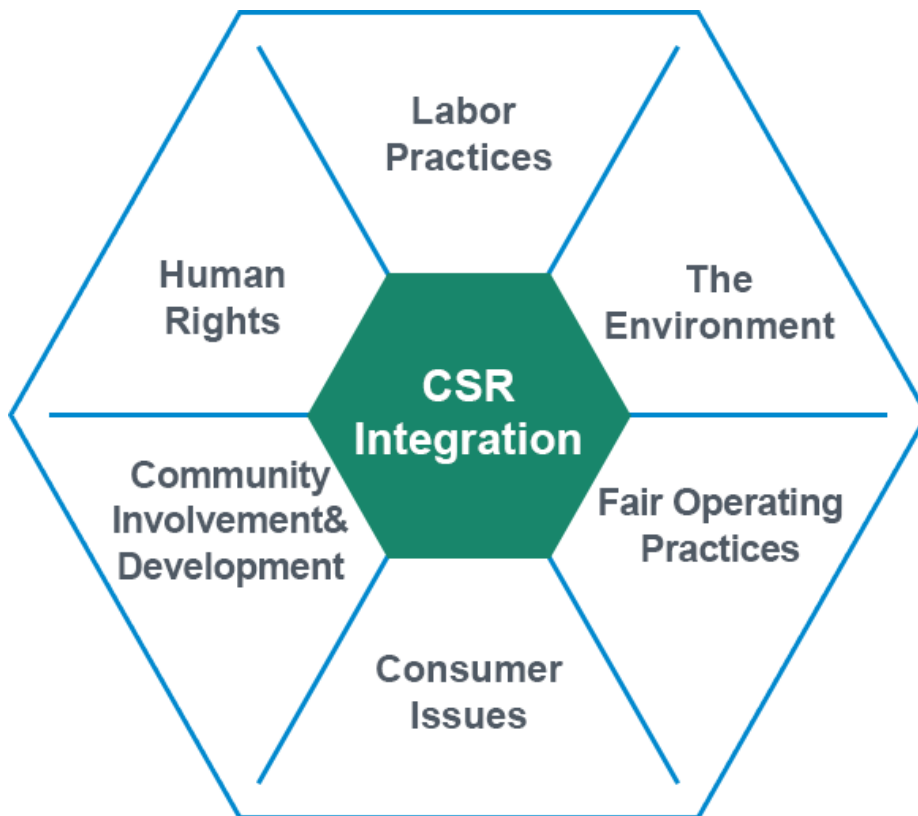 Labor
Practices
Human
Rights
The
Environment
CSR
Integration
Community
Involvement&
Development
Fair Operating
Practices
Consumer
Issues